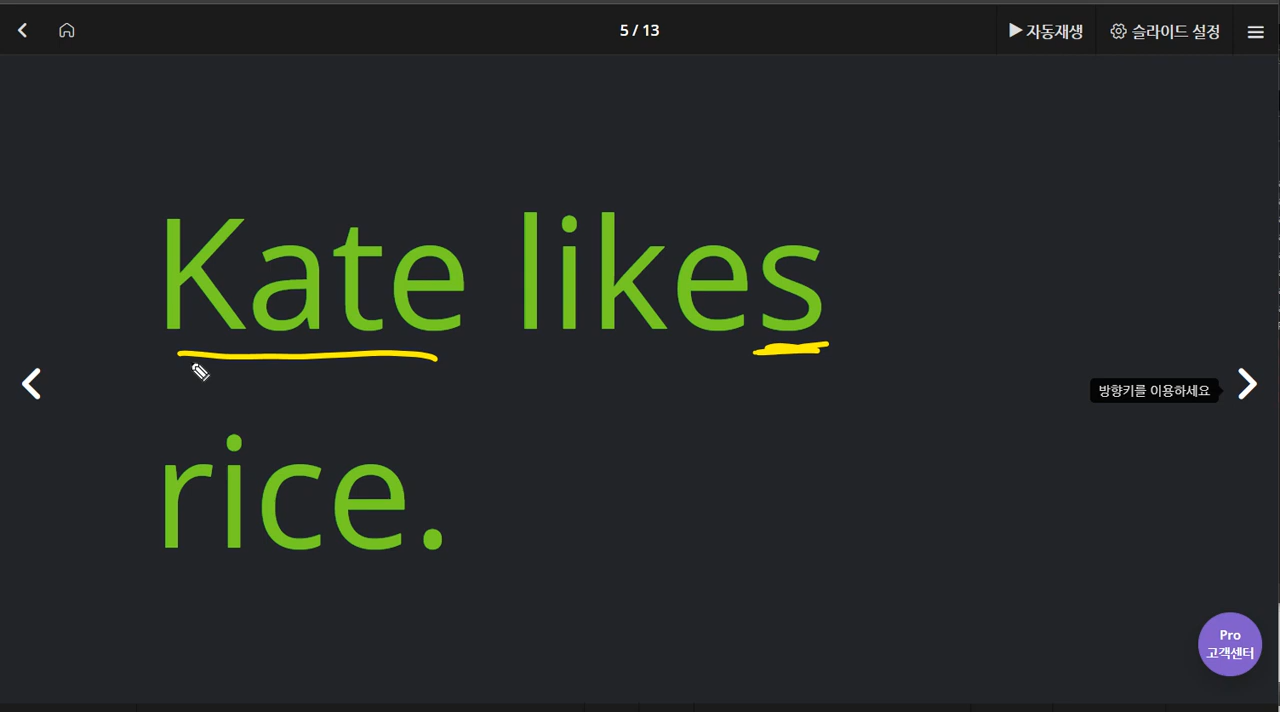 5 / 13
▶ 자동재생
슬라이드 설정
Kate likes
rice.
방향키를 이용하세요
Pro
고객센터